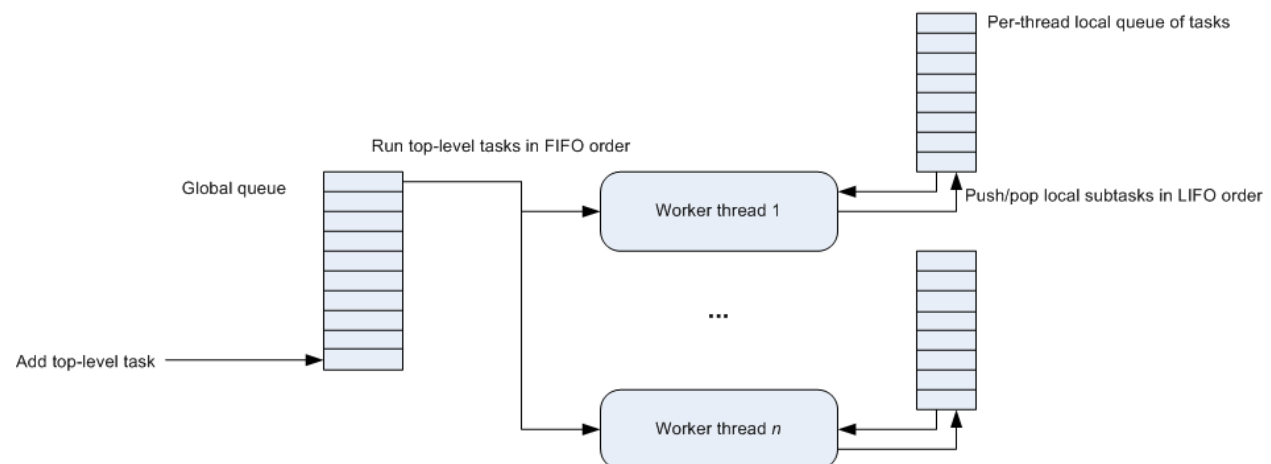 Per-thread local queue of tasks
Run top-level tasks in FIFO order
Global queue
Worker thread 1
Push/pop local subtasks in LIFO order
...
Add top-level task
Worker thread n